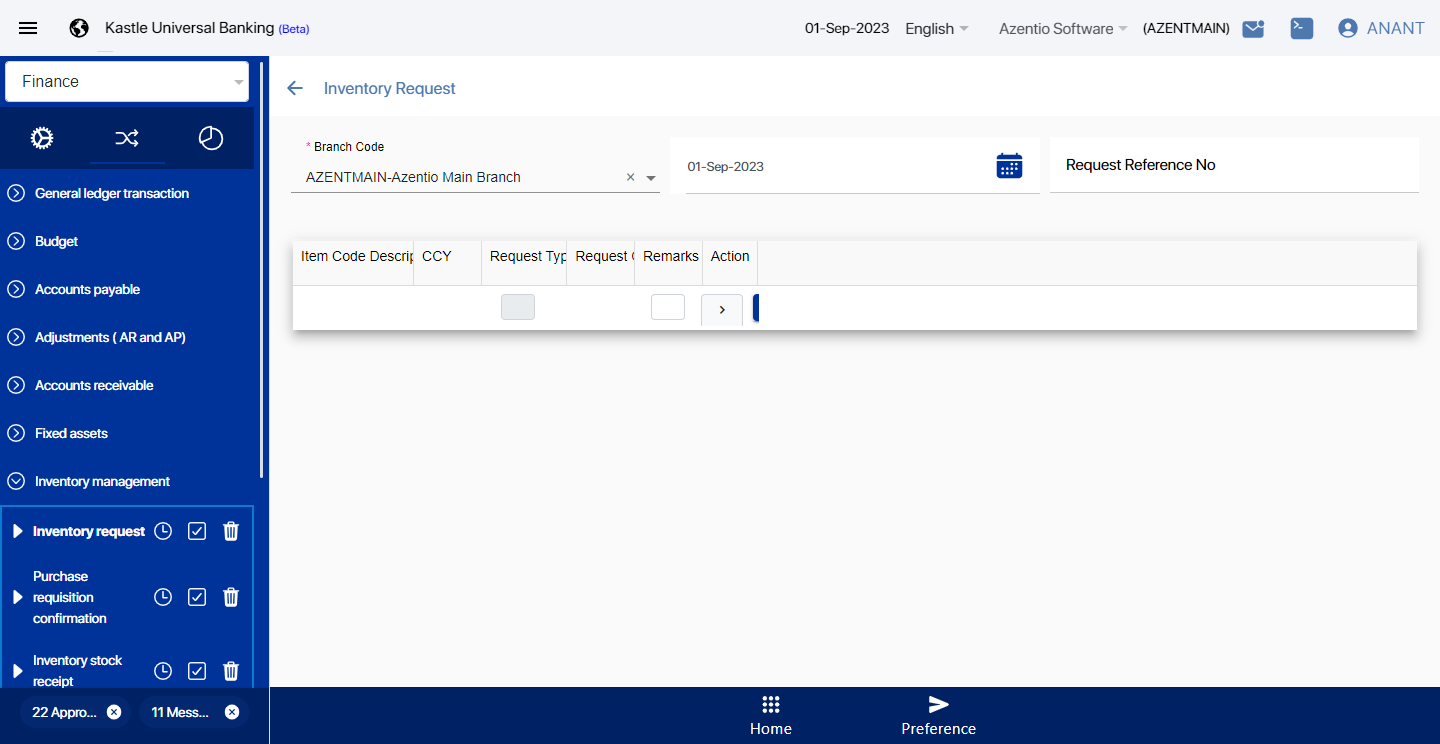 Kastle Universal Banking (Beta)
01-Sep-2023
English
Azentio Software
(AZENTMAIN)
ANANT
Finance
General ledger transaction
Budget
Accounts payable
Adjustments ( AR and AP)
Accounts receivable
Fixed assets
Inventory management
Inventory request
Purchase
requisition
confirmation
Inventory stock
receipt
22 Appro...
11 Mess...
Inventory Request
* Branch Code
AZENTMAIN-Azentio Main Branch
01-Sep-2023
Request Reference No
Item Code Descrip
CCY
Request Typ
Request
Remarks
Action
Home
Preference